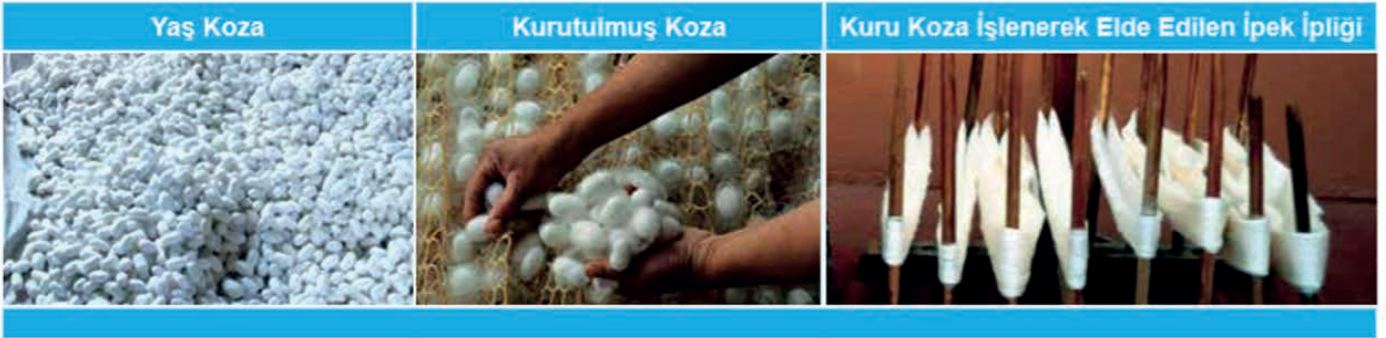 Yaş Koza
Kurutulmuş Koza
Kuru Koza İşlenerek Elde Edilen İpek İpliği